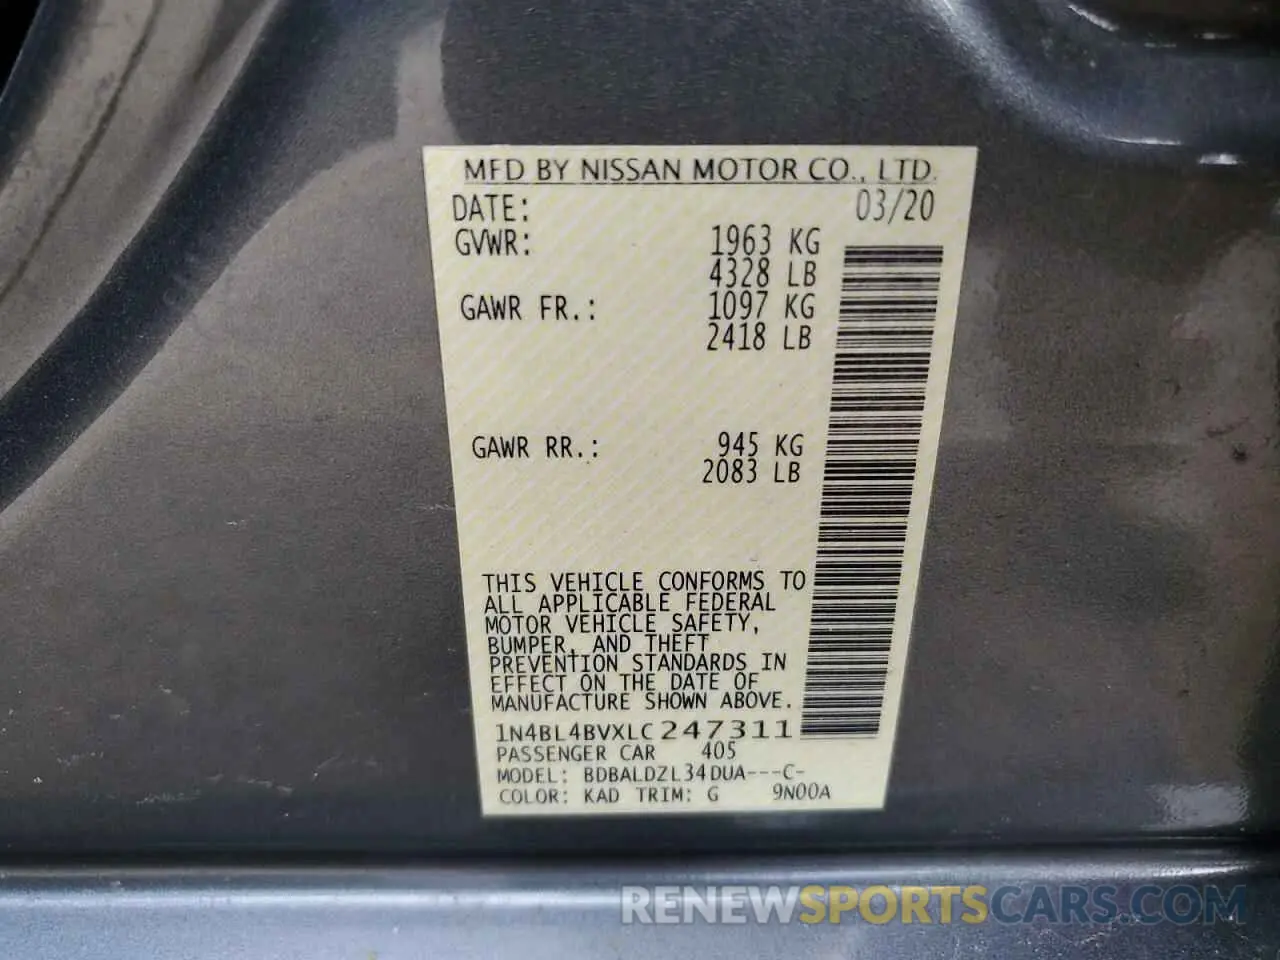 MFD BY NISSAN MOTOR CO., LTD.
DATE: 03/20
GVWR: 1963 KG
4328 LB
GAWR FR.: 1097 KG
2418 LB
GAWR RR.: 945 KG
2083 LB
THIS VEHICLE CONFORMS TO
ALL APPLICABLE FEDERAL
MOTOR VEHICLE SAFETY,
BUMPER, AND THEFT
PREVENTION STANDARDS IN
EFFECT ON THE DATE OF
MANUFACTURE SHOWN ABOVE.
1N4BL4BVXLC247311
PASSENGER CAR 405
MODEL: BDBALDZL34DUA---C-
COLOR: KAD TRIM: G 9N00A
RENEWSPORTSCARS.COM